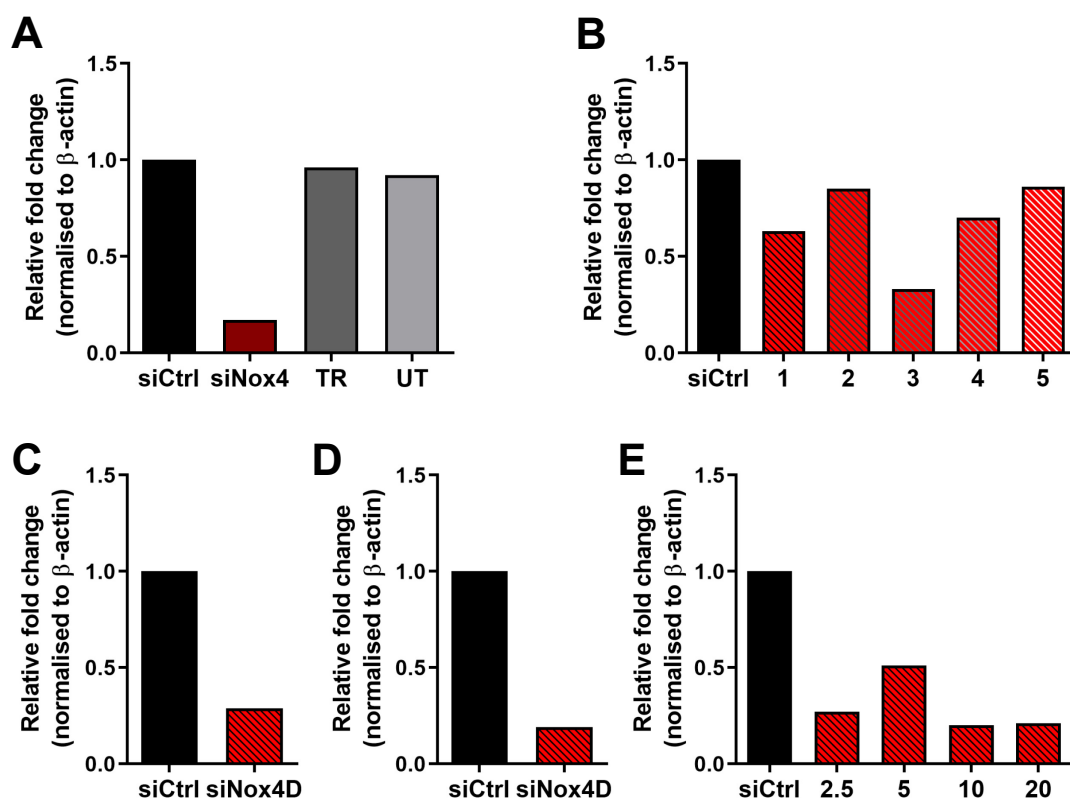 A
Relative fold change
(normalised to β-actin)
1.5
1.0
0.5
0.0
siCtrl siNox4 TR UT
B
Relative fold change
(normalised to β-actin)
1.5
1.0
0.5
0.0
siCtrl 1 2 3 4 5
C
Relative fold change
(normalised to β-actin)
1.5
1.0
0.5
0.0
siCtrl siNox4D
D
Relative fold change
(normalised to β-actin)
1.5
1.0
0.5
0.0
siCtrl siNox4D
E
Relative fold change
(normalised to β-actin)
1.5
1.0
0.5
0.0
siCtrl 2.5 5 10 20